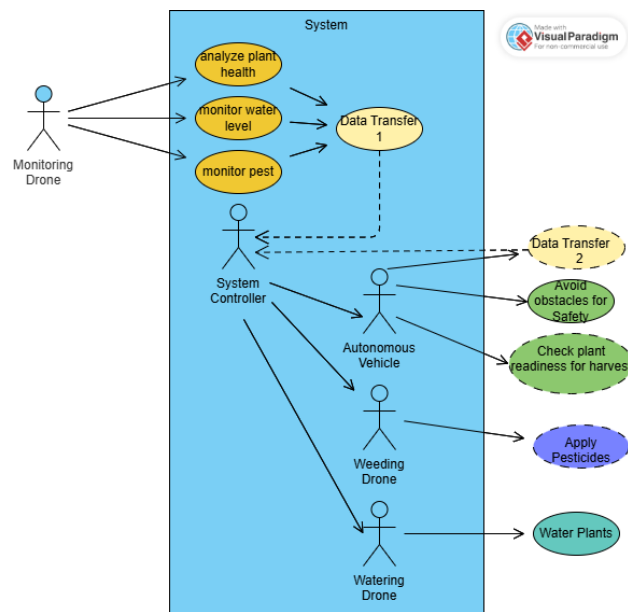 System
Made with
VisualParadigm
For non-commercial use
analyze plant
health
monitor water
level
monitor pest
Data Transfer
1
Monitoring
Drone
System
Controller
Data Transfer
2
Avoid
obstacles for
Safety
Autonomous
Vehicle
Check plant
readiness for harves
Weeding
Drone
Apply
Pesticides
Watering
Drone
Water Plants